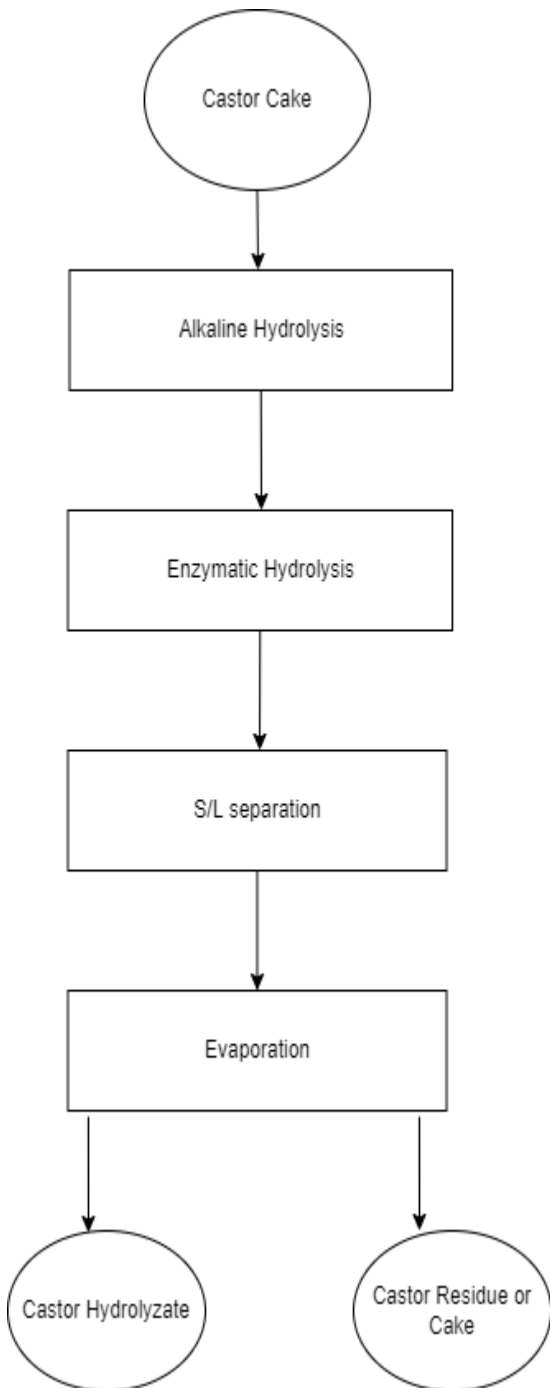 Castor Cake
Alkaline Hydrolysis
Enzymatic Hydrolysis
S/L separation
Evaporation
Castor Hydrolyzate
Castor Residue or
Cake